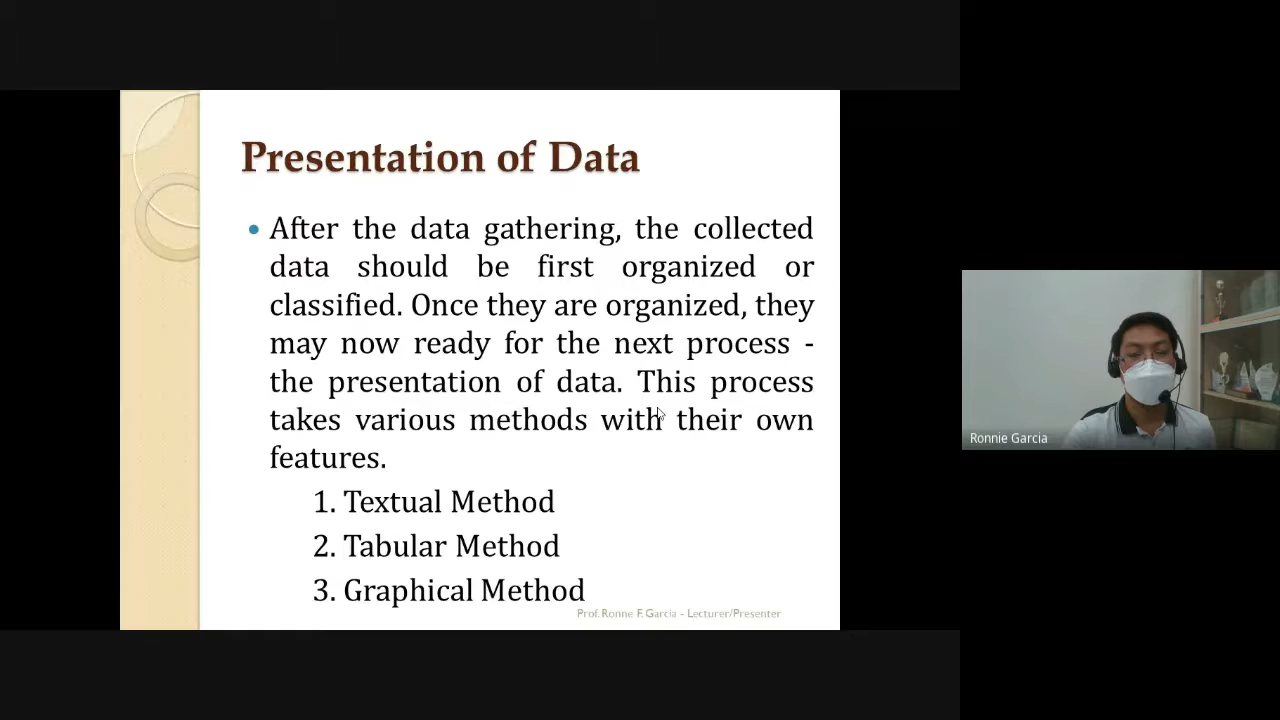 Presentation of Data
• After the data gathering, the collected
data should be first organized or
classified. Once they are organized, they
may now ready for the next process -
the presentation of data. This process
takes various methods with their own
features.
1. Textual Method
2. Tabular Method
3. Graphical Method
Prof. Ronne F. Garcia - Lecturer/Presenter
Ronnie Garcia